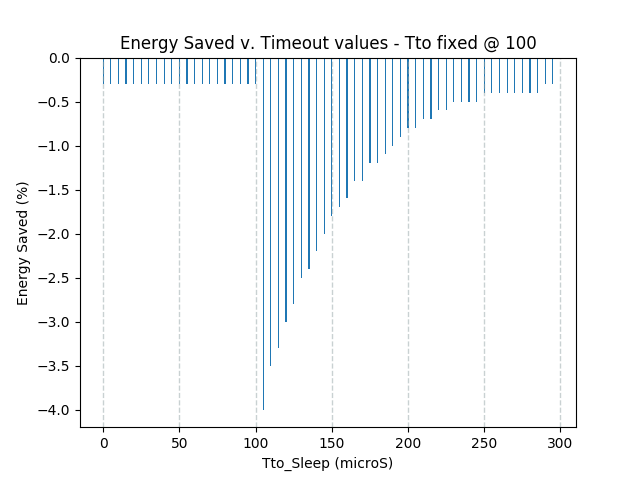 Energy Saved v. Timeout values - Tto fixed @ 100
0.0
−0.5
−1.0
−1.5
−2.0
−2.5
−3.0
−3.5
−4.0
Energy Saved (%)
0 50 100 150 200 250 300
Tto_Sleep (microS)